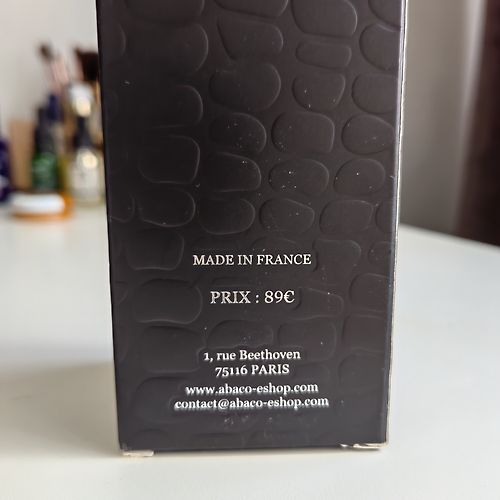 MADE IN FRANCE
PRIX : 89€
1, rue Beethoven
75116 PARIS
www.abaco-eshop.com
contact@abaco-eshop.com